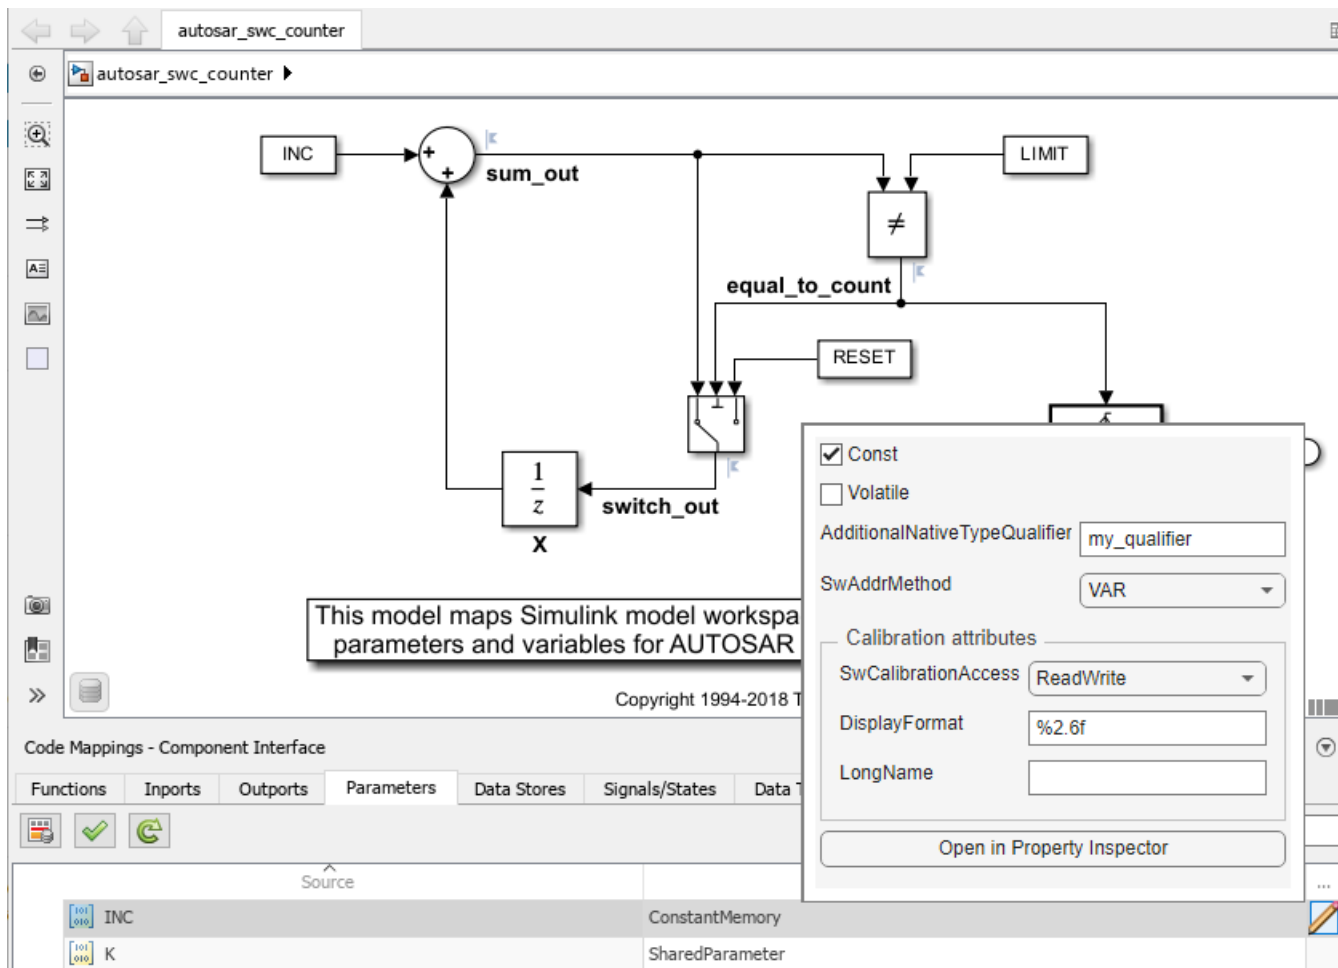 autosar_swc_counter
autosar_swc_counter
INC
+
+
sum_out
LIMIT
≠
equal_to_count
RESET
1
z
X
switch_out
This model maps Simulink model workspa
parameters and variables for AUTOSAR
Copyright 1994-2018 T
Const
Volatile
AdditionalNativeTypeQualifier my_qualifier
SwAddrMethod VAR
Calibration attributes
SwCalibrationAccess ReadWrite
DisplayFormat %2.6f
LongName
Open in Property Inspector
Code Mappings - Component Interface
Functions Inports Outports Parameters Data Stores Signals/States Data T
Source
...
INC ConstantMemory
K SharedParameter